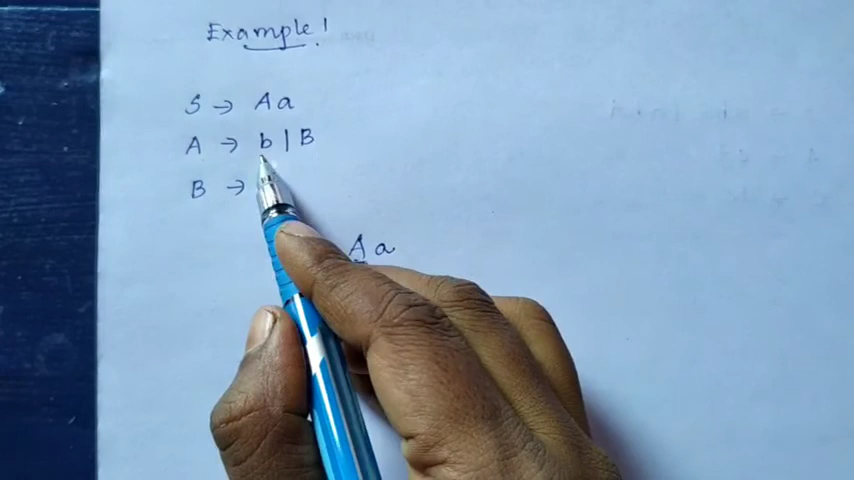 Example!
S → Aa
A → b | B
B →
Aa